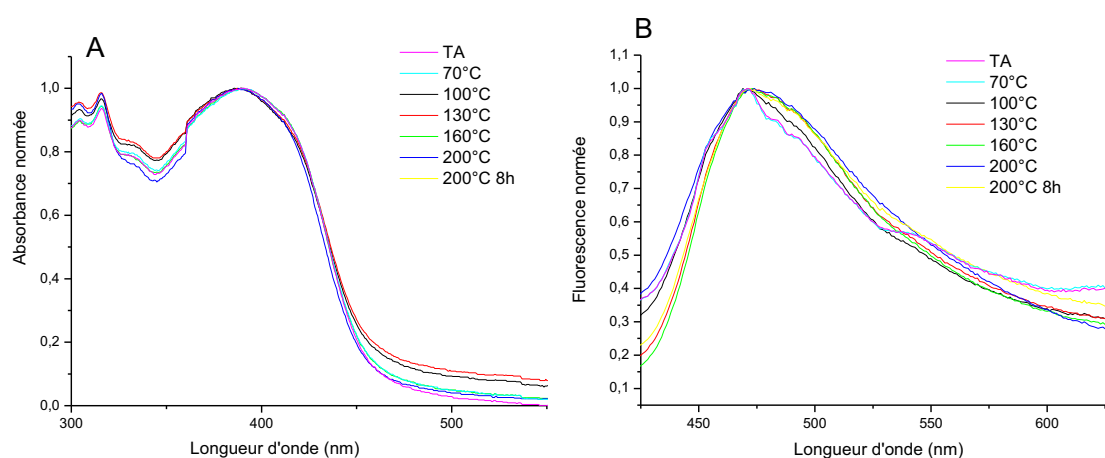 A
TA
70°C
100°C
130°C
160°C
200°C
200°C 8h
1,0
0,8
0,6
0,4
0,2
0,0
300
400
500
Absorbance normée
Longueur d'onde (nm)
B
TA
70°C
100°C
130°C
160°C
200°C
200°C 8h
1,1
1,0
0,9
0,8
0,7
0,6
0,5
0,4
0,3
0,2
0,1
450
500
550
600
Fluorescence normée
Longueur d'onde (nm)